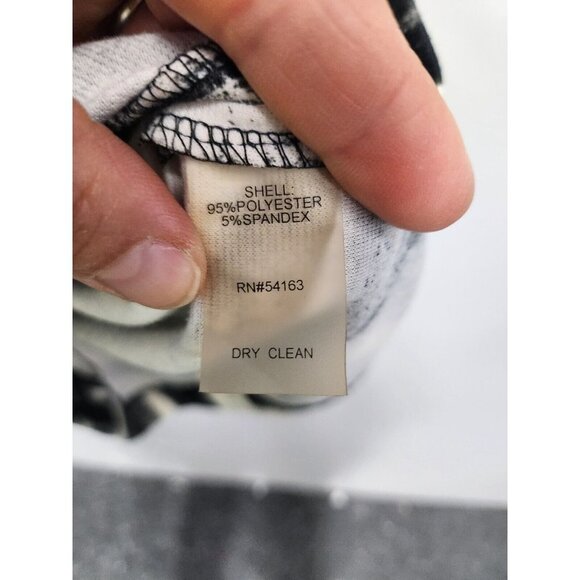 SHELL:
95%POLYESTER
5%SPANDEX
RN#54163
DRY CLEAN